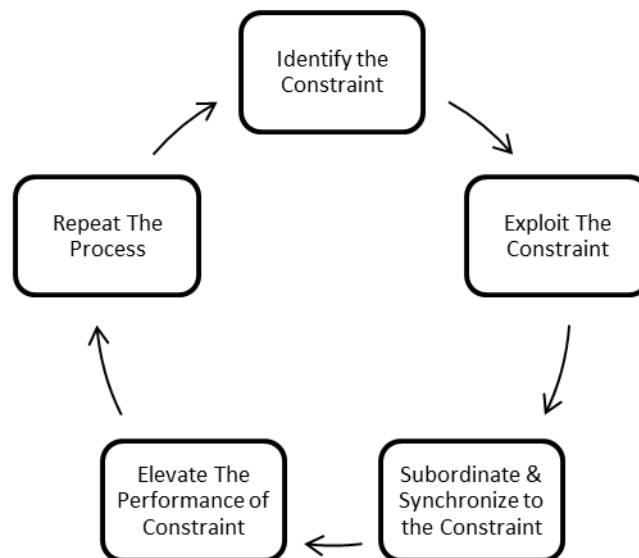 Identify the
Constraint
Exploit The
Constraint
Subordinate &
Synchronize to
the Constraint
Elevate The
Performance of
Constraint
Repeat The
Process